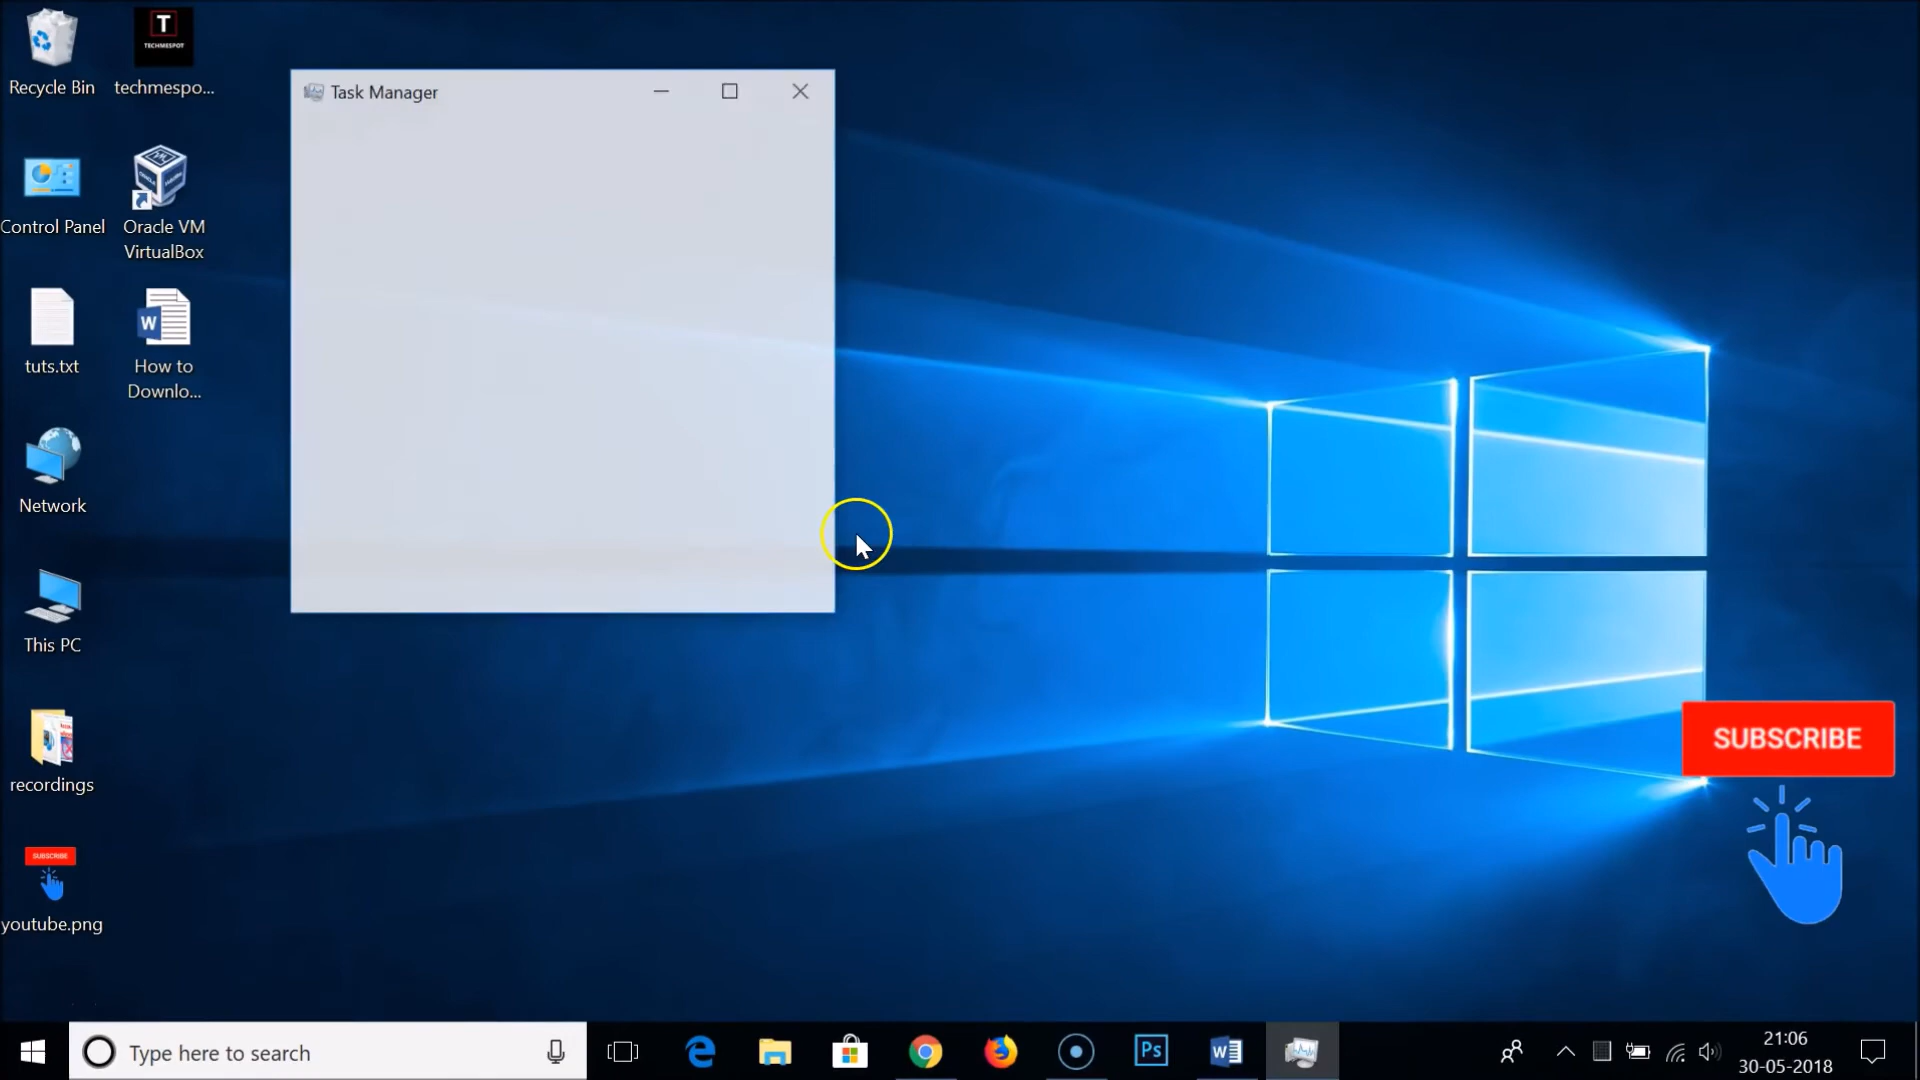 Recycle Bin
T
TECHMESPOT
techmespo...
Task Manager
Control Panel
Oracle VM
VirtualBox
tuts.txt
W
How to
Downlo...
Network
This PC
recordings
SUBSCRIBE
youtube.png
SUBSCRIBE
Type here to search
Ps
W
21:06
30-05-2018